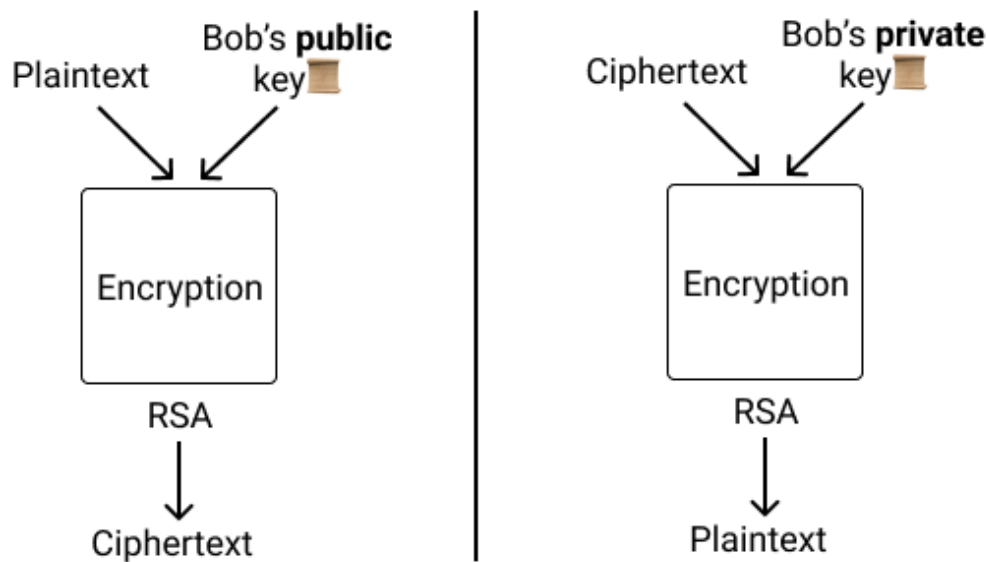 Plaintext
Bob's public
key
Encryption
RSA
Ciphertext
Ciphertext
Bob's private
key
Encryption
RSA
Plaintext